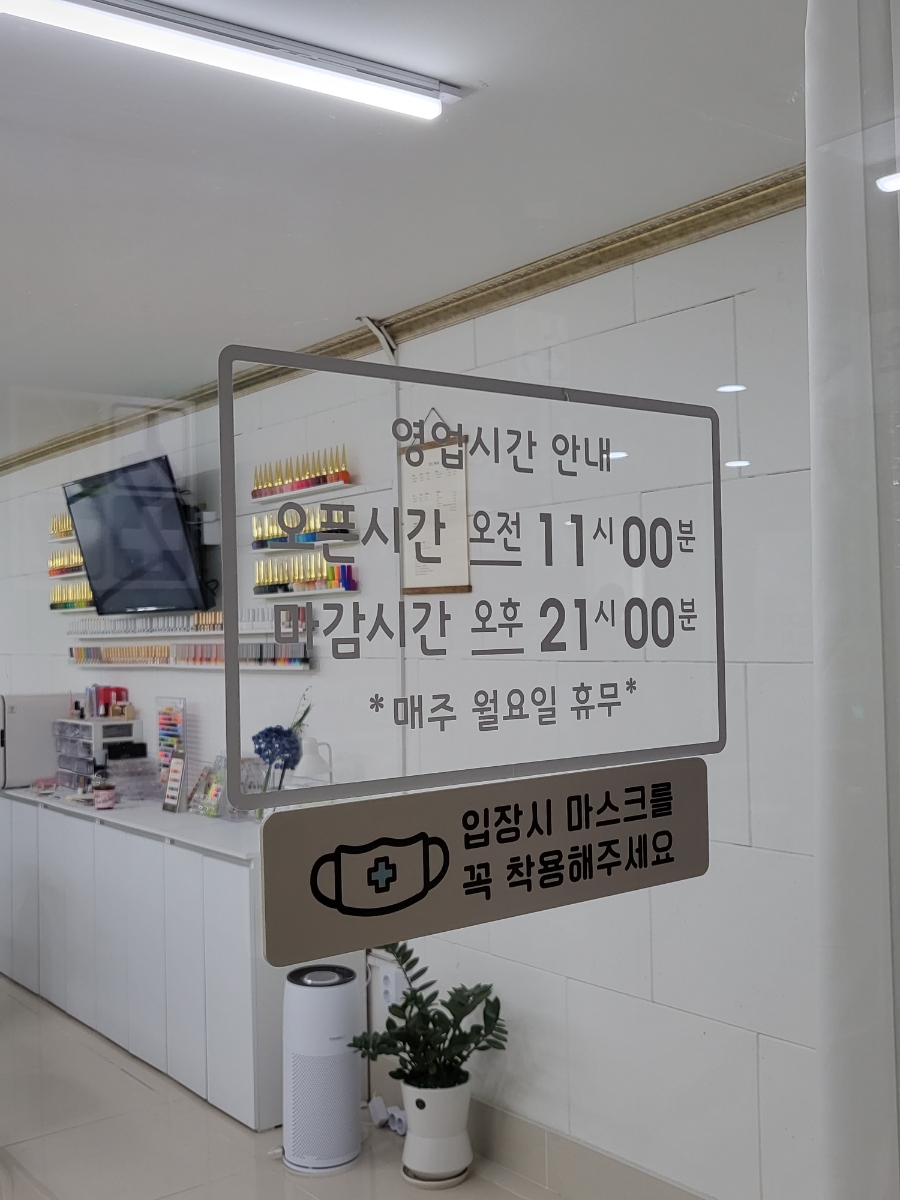 영업시간 안내
오픈시간 오전 11시00분
마감시간 오후 21시00분
*매주 월요일 휴무*
입장시 마스크를
꼭 착용해주세요